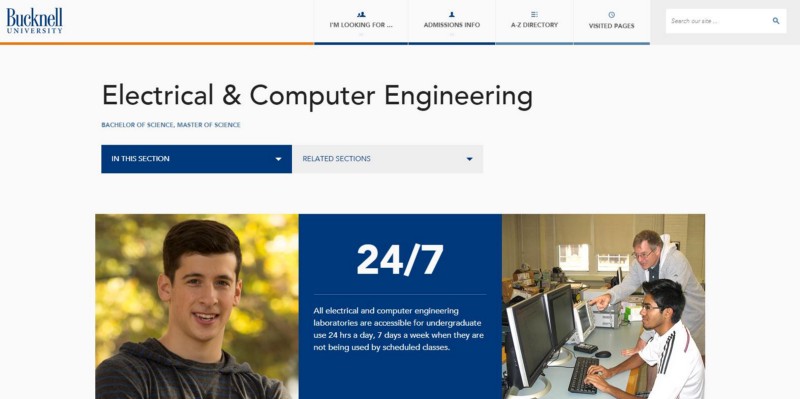 Bucknell
UNIVERSITY
I'M LOOKING FOR ...
ADMISSIONS INFO
A-Z DIRECTORY
VISITED PAGES
Search our site ...
Electrical & Computer Engineering
BACHELOR OF SCIENCE, MASTER OF SCIENCE
IN THIS SECTION
RELATED SECTIONS
24/7
All electrical and computer engineering
laboratories are accessible for undergraduate
use 24 hrs a day, 7 days a week when they are
not being used by scheduled classes.